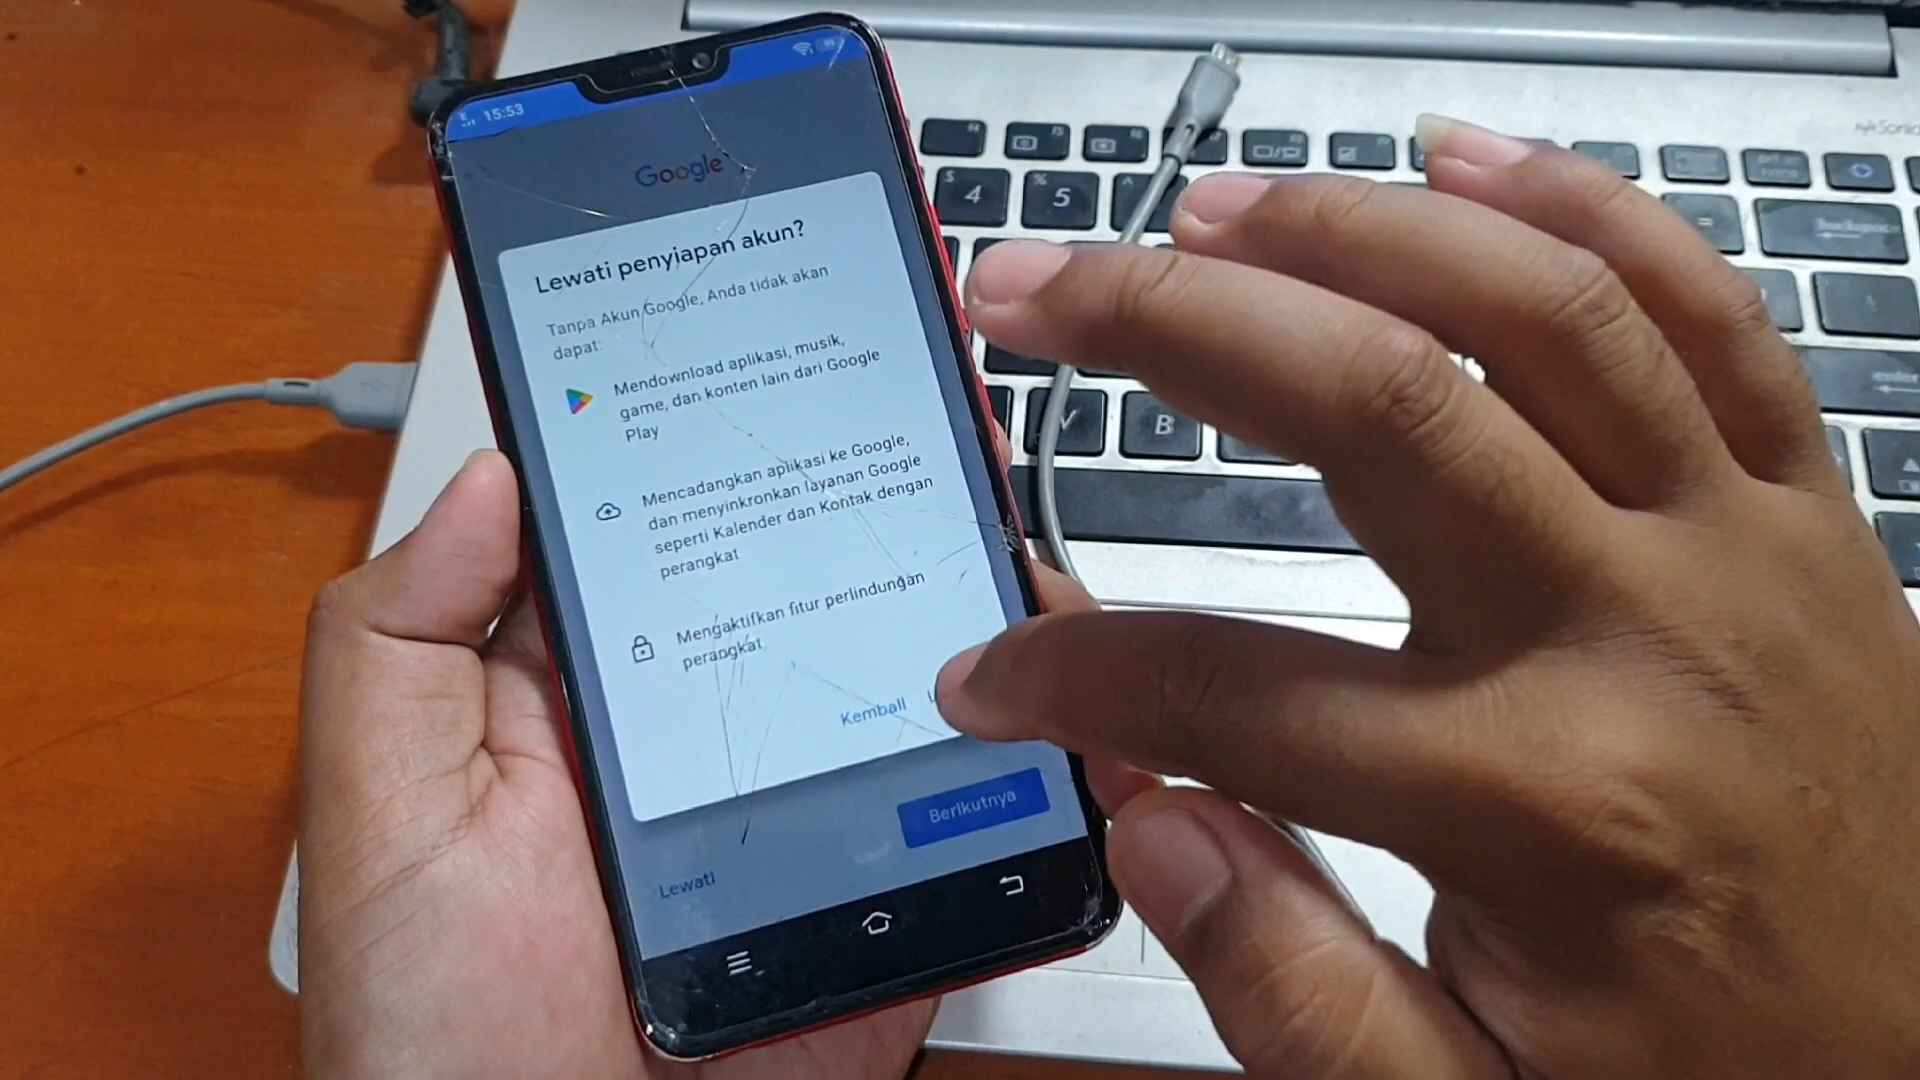 15:53
Google
Lewati penyiapan akun?
Tanpa Akun Google, Anda tidak akan
dapat:
Mendownload aplikasi, musik,
game, dan konten lain dari Google
Play
Mencadangkan aplikasi ke Google,
dan menyinkronkan layanan Google
seperti Kalender dan Kontak dengan
perangkat
Mengaktifkan fitur perlindungan
perangkat.
Kembali
Berikutnya
Lewati
$ 4
% 5
^
=
backspace
enter
V
B